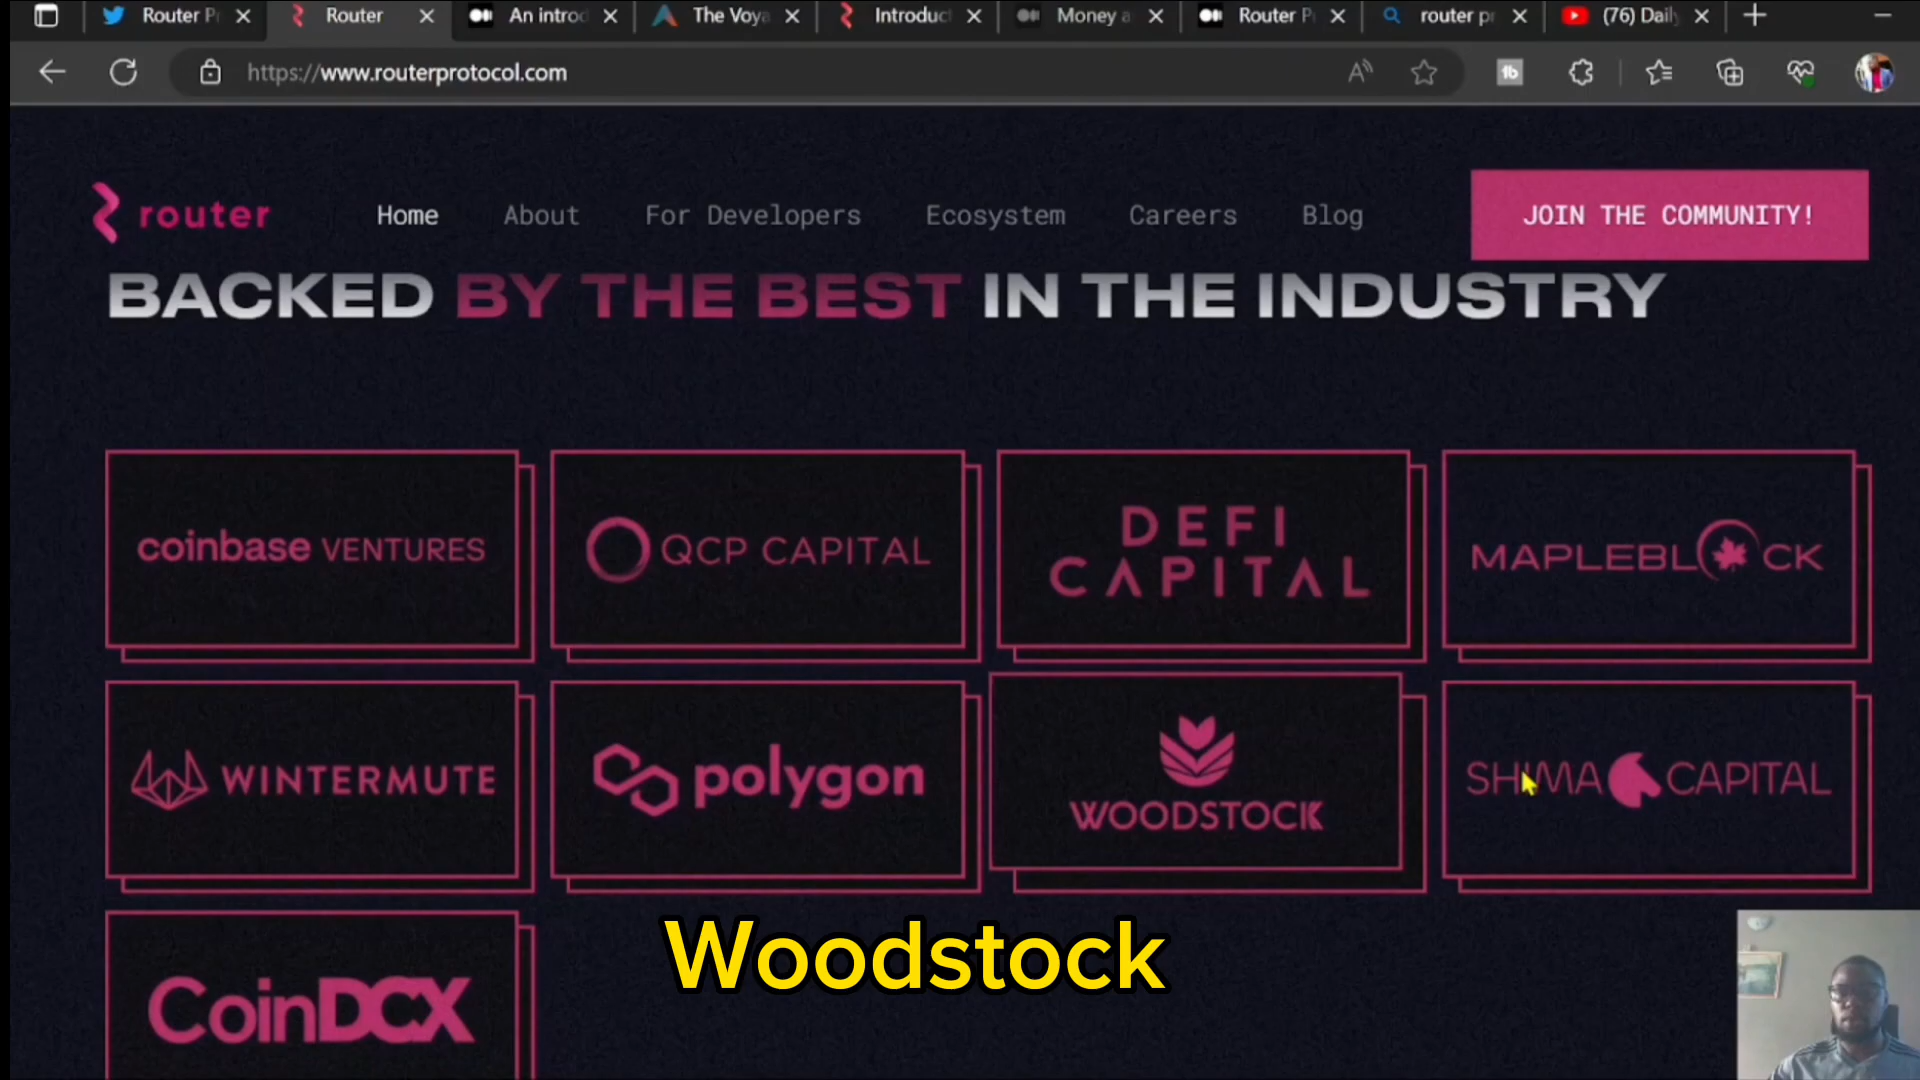 Router P
Router
An introd
The Voya
Introduct
Money a
Router P
router pr
(76) Daily
https://www.routerprotocol.com
router
Home
About
For Developers
Ecosystem
Careers
Blog
JOIN THE COMMUNITY!
BACKED BY THE BEST IN THE INDUSTRY
coinbase VENTURES
QCP CAPITAL
DEFI
CAPITAL
MAPLEBLOCK
WINTERMUTE
polygon
WOODSTOCK
SHIMA CAPITAL
CoinDCX
Woodstock